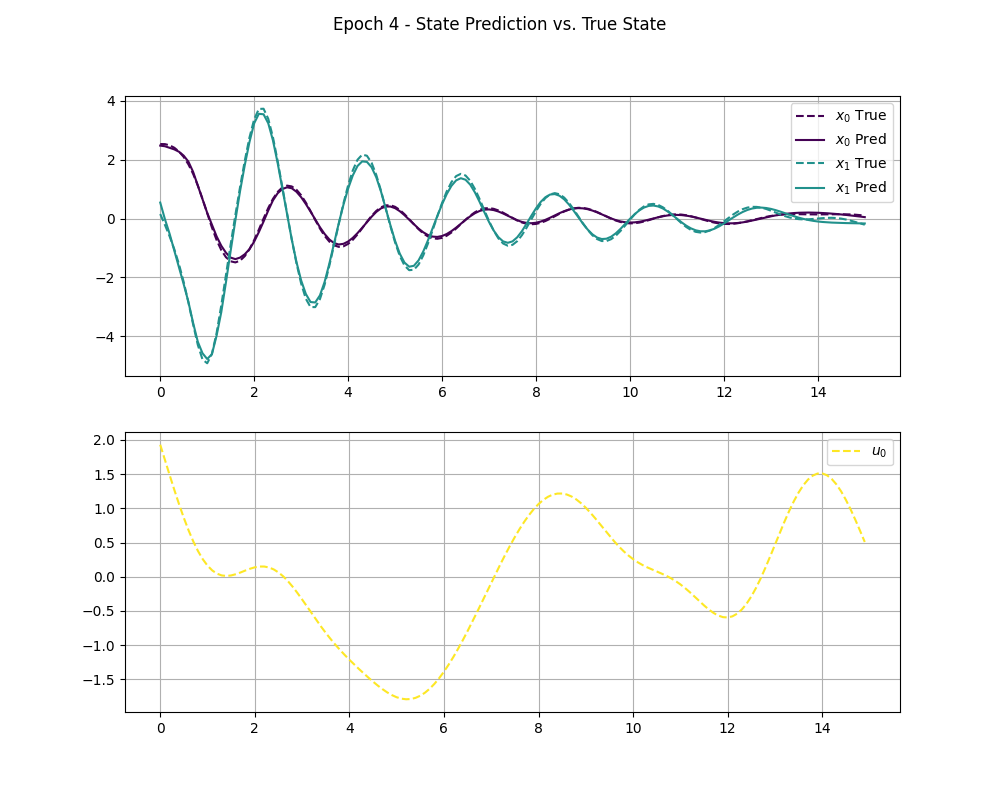 Epoch 4 - State Prediction vs. True State
4
2
0
−2
−4
x₀ True
x₀ Pred
x₁ True
x₁ Pred
0 2 4 6 8 10 12 14
2.0
1.5
1.0
0.5
0.0
−0.5
−1.0
−1.5
u₀
0 2 4 6 8 10 12 14